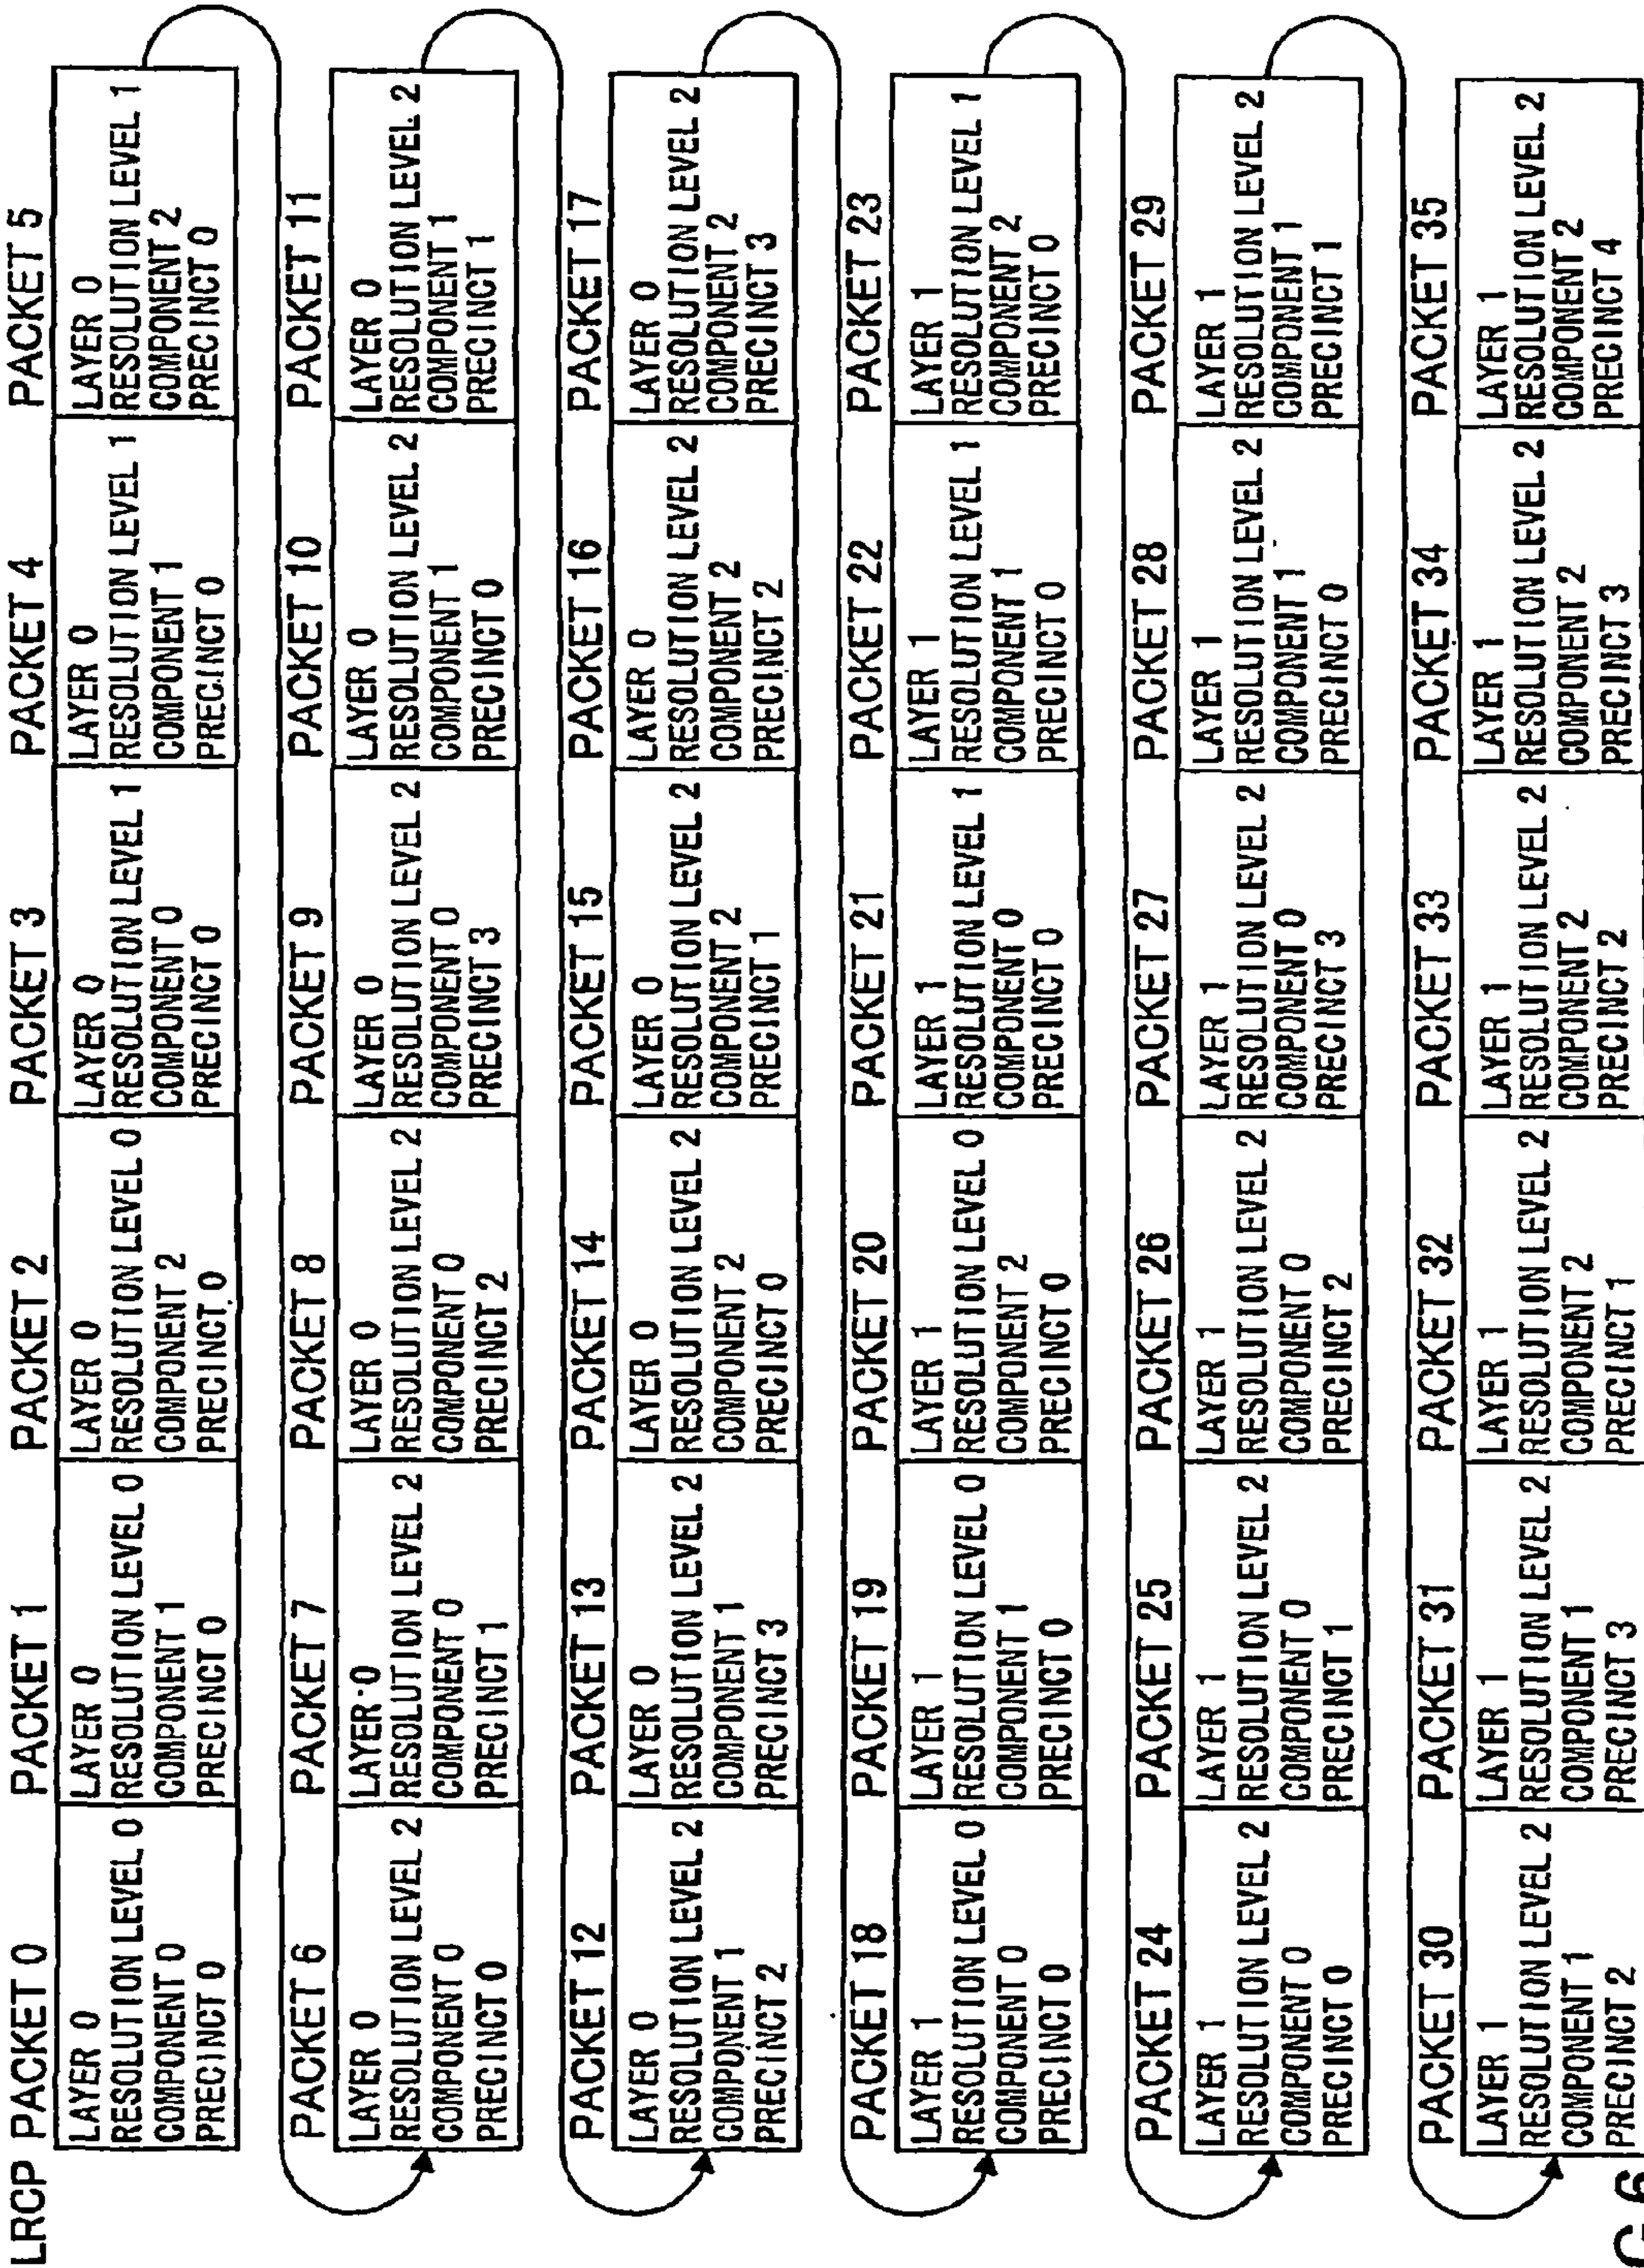 LRCP PACKET 0
LAYER 0
RESOLUTION LEVEL 0
COMPONENT 0
PRECINCT 0
PACKET 1
LAYER 0
RESOLUTION LEVEL 0
COMPONENT 1
PRECINCT 0
PACKET 2
LAYER 0
RESOLUTION LEVEL 0
COMPONENT 2
PRECINCT 0
PACKET 3
LAYER 0
RESOLUTION LEVEL 1
COMPONENT 0
PRECINCT 0
PACKET 4
LAYER 0
RESOLUTION LEVEL 1
COMPONENT 1
PRECINCT 0
PACKET 5
LAYER 0
RESOLUTION LEVEL 1
COMPONENT 2
PRECINCT 0
PACKET 6
LAYER 0
RESOLUTION LEVEL 2
COMPONENT 0
PRECINCT 0
PACKET 7
LAYER 0
RESOLUTION LEVEL 2
COMPONENT 0
PRECINCT 1
PACKET 8
LAYER 0
RESOLUTION LEVEL 2
COMPONENT 0
PRECINCT 2
PACKET 9
LAYER 0
RESOLUTION LEVEL 2
COMPONENT 0
PRECINCT 3
PACKET 10
LAYER 0
RESOLUTION LEVEL 2
COMPONENT 1
PRECINCT 0
PACKET 11
LAYER 0
RESOLUTION LEVEL 2
COMPONENT 1
PRECINCT 1
PACKET 12
LAYER 0
RESOLUTION LEVEL 2
COMPONENT 1
PRECINCT 2
PACKET 13
LAYER 0
RESOLUTION LEVEL 2
COMPONENT 1
PRECINCT 3
PACKET 14
LAYER 0
RESOLUTION LEVEL 2
COMPONENT 2
PRECINCT 0
PACKET 15
LAYER 0
RESOLUTION LEVEL 2
COMPONENT 2
PRECINCT 1
PACKET 16
LAYER 0
RESOLUTION LEVEL 2
COMPONENT 2
PRECINCT 2
PACKET 17
LAYER 0
RESOLUTION LEVEL 2
COMPONENT 2
PRECINCT 3
PACKET 18
LAYER 1
RESOLUTION LEVEL 0
COMPONENT 0
PRECINCT 0
PACKET 19
LAYER 1
RESOLUTION LEVEL 0
COMPONENT 1
PRECINCT 0
PACKET 20
LAYER 1
RESOLUTION LEVEL 0
COMPONENT 2
PRECINCT 0
PACKET 21
LAYER 1
RESOLUTION LEVEL 1
COMPONENT 0
PRECINCT 0
PACKET 22
LAYER 1
RESOLUTION LEVEL 1
COMPONENT 1
PRECINCT 0
PACKET 23
LAYER 1
RESOLUTION LEVEL 1
COMPONENT 2
PRECINCT 0
PACKET 24
LAYER 1
RESOLUTION LEVEL 2
COMPONENT 0
PRECINCT 0
PACKET 25
LAYER 1
RESOLUTION LEVEL 2
COMPONENT 0
PRECINCT 1
PACKET 26
LAYER 1
RESOLUTION LEVEL 2
COMPONENT 0
PRECINCT 2
PACKET 27
LAYER 1
RESOLUTION LEVEL 2
COMPONENT 0
PRECINCT 3
PACKET 28
LAYER 1
RESOLUTION LEVEL 2
COMPONENT 1
PRECINCT 0
PACKET 29
LAYER 1
RESOLUTION LEVEL 2
COMPONENT 1
PRECINCT 1
PACKET 30
LAYER 1
RESOLUTION LEVEL 2
COMPONENT 1
PRECINCT 2
PACKET 31
LAYER 1
RESOLUTION LEVEL 2
COMPONENT 1
PRECINCT 3
PACKET 32
LAYER 1
RESOLUTION LEVEL 2
COMPONENT 2
PRECINCT 1
PACKET 33
LAYER 1
RESOLUTION LEVEL 2
COMPONENT 2
PRECINCT 2
PACKET 34
LAYER 1
RESOLUTION LEVEL 2
COMPONENT 2
PRECINCT 3
PACKET 35
LAYER 1
RESOLUTION LEVEL 2
COMPONENT 2
PRECINCT 4